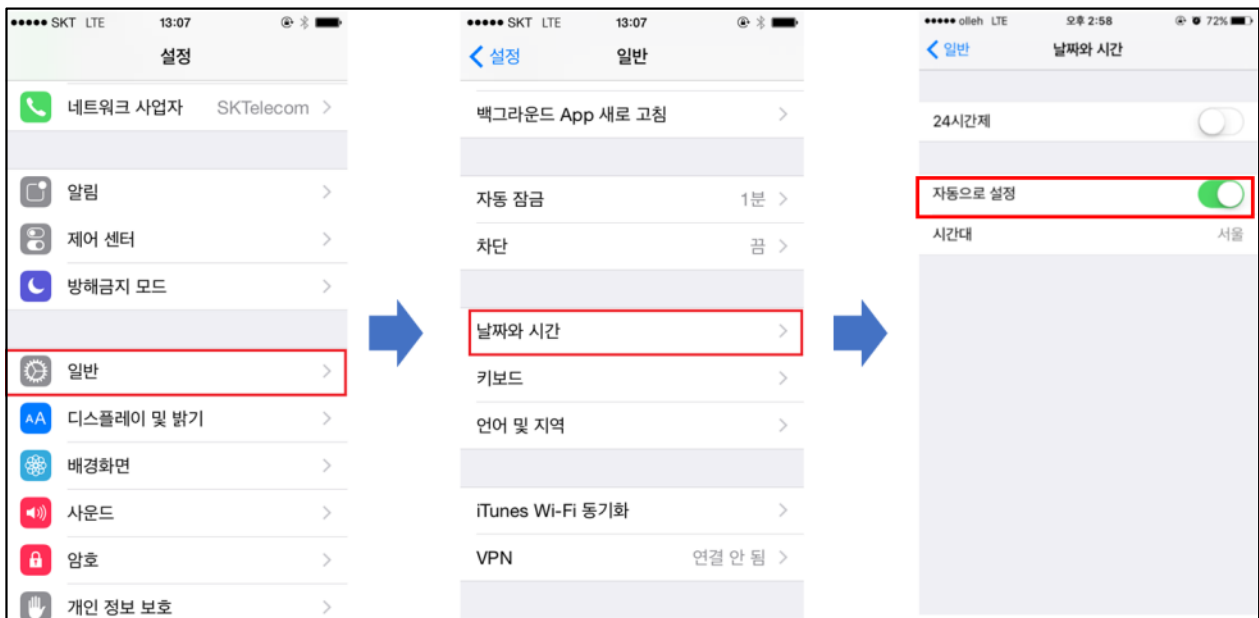 ●●●●● SKT LTE 13:07
설정
네트워크 사업자 SKTelecom >
알림 >
제어 센터 >
방해금지 모드 >
일반 >
AA 디스플레이 및 밝기 >
배경화면 >
사운드 >
암호 >
개인 정보 보호 >
●●●●● SKT LTE 13:07
설정 일반
백그라운드 App 새로 고침 >
자동 잠금 1분 >
차단 끔 >
날짜와 시간 >
키보드 >
언어 및 지역 >
iTunes Wi-Fi 동기화 >
VPN 연결 안 됨 >
●●●●● olleh LTE 오후 2:58 72%
일반 날짜와 시간
24시간제
자동으로 설정
시간대 서울